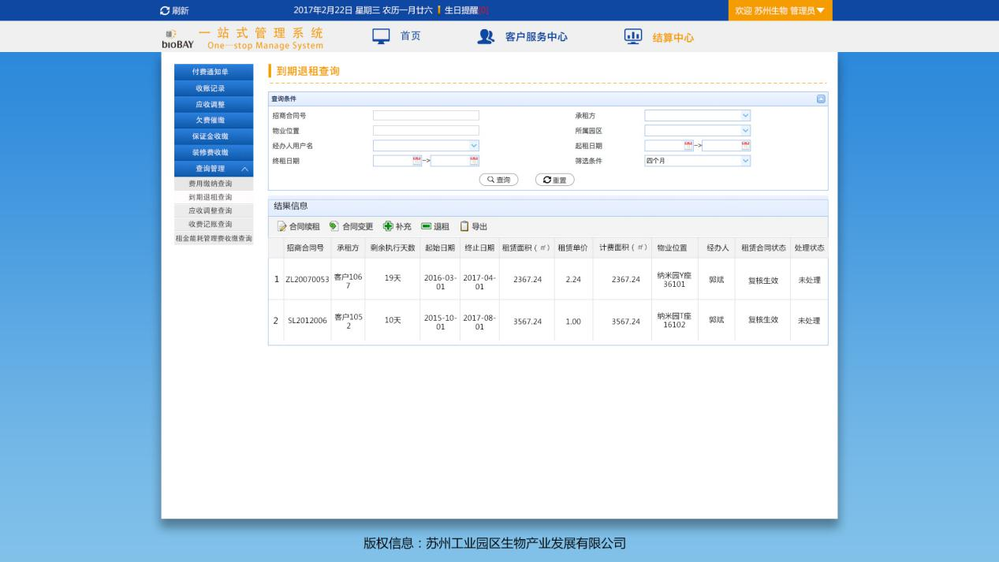 刷新 2017年2月22日 星期三 农历一月廿六 生日提醒[0] 欢迎 苏州生物 管理员
bioBAY 一站式管理系统 首页 客户服务中心 结算中心
One—stop Manage System
付费通知单
收账记录
应收调整
欠费催缴
保证金收缴
装修费收缴
查询管理
费用缴纳查询
到期退租查询
应收调整查询
收费记账查询
租金能耗管理费收缴查询
到期退租查询
查询条件
招商合同号 承租方
物业位置 所属园区
经办人用户名 起租日期 -->
终租日期 --> 筛选条件 四个月
查询 重置
结果信息
合同续租 合同变更 补充 退租 导出
招商合同号 承租方 剩余执行天数 起始日期 终止日期 租赁面积(㎡) 租赁单价 计费面积(㎡) 物业位置 经办人 租赁合同状态 处理状态
1 ZL20070053 客户1067 19天 2016-03-01 2017-04-01 2367.24 2.24 2367.24 纳米园Y座36101 郭斌 复核生效 未处理
2 SL2012006 客户1052 10天 2015-10-01 2017-08-01 3567.24 1.00 3567.24 纳米园T座16102 郭斌 复核生效 未处理
版权信息：苏州工业园区生物产业发展有限公司